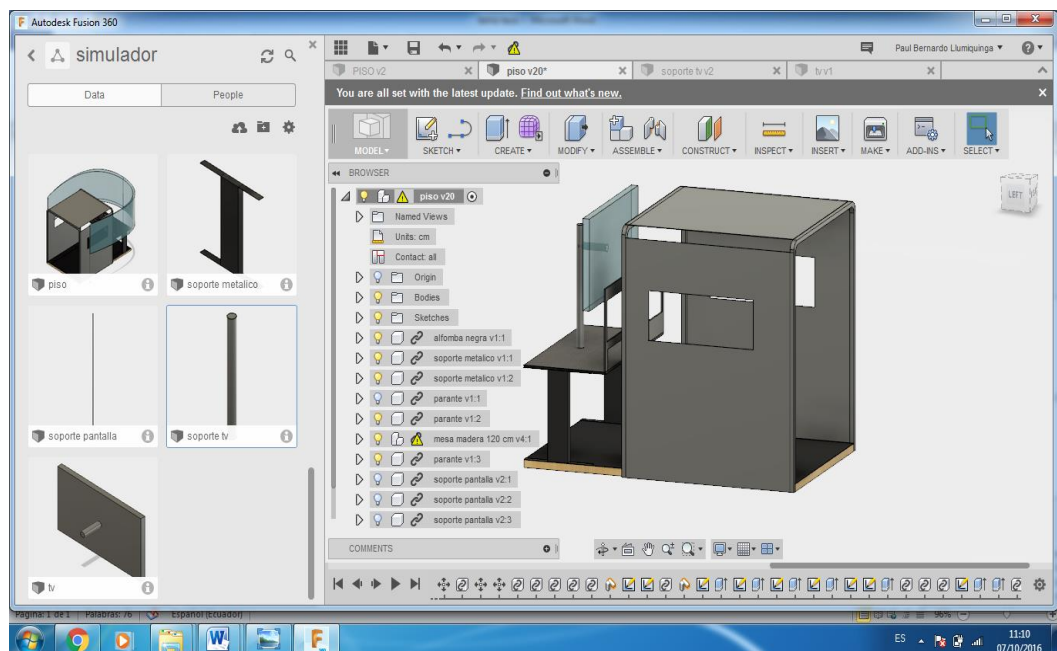 Autodesk Fusion 360
simulador
Data People
piso
soporte metalico
soporte pantalla
soporte tv
tv
Paul Bernardo Llumiquinga
PISO v2
piso v20*
soporte tv v2
tv v1
You are all set with the latest update. Find out what's new.
MODEL SKETCH CREATE MODIFY ASSEMBLE CONSTRUCT INSPECT INSERT MAKE ADD-INS SELECT
BROWSER
piso v20
Named Views
Units: cm
Contact: all
Origin
Bodies
Sketches
alfomba negra v1:1
soporte metalico v1:1
soporte metalico v1:2
parante v1:1
parante v1:2
mesa madera 120 cm v4:1
parante v1:3
soporte pantalla v2:1
soporte pantalla v2:2
soporte pantalla v2:3
LEFT
COMMENTS
Página: 1 de 1 Palabras: 76 Español (Ecuador) 96%
ES 11:10
07/10/2016